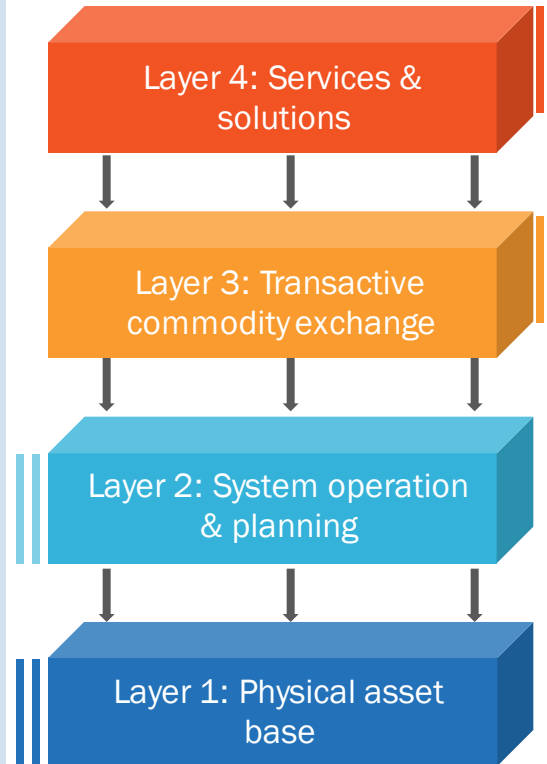 Layer 4: Services &
solutions
Layer 3: Transactive
commodity exchange
Layer 2: System operation
& planning
Layer 1: Physical asset
base